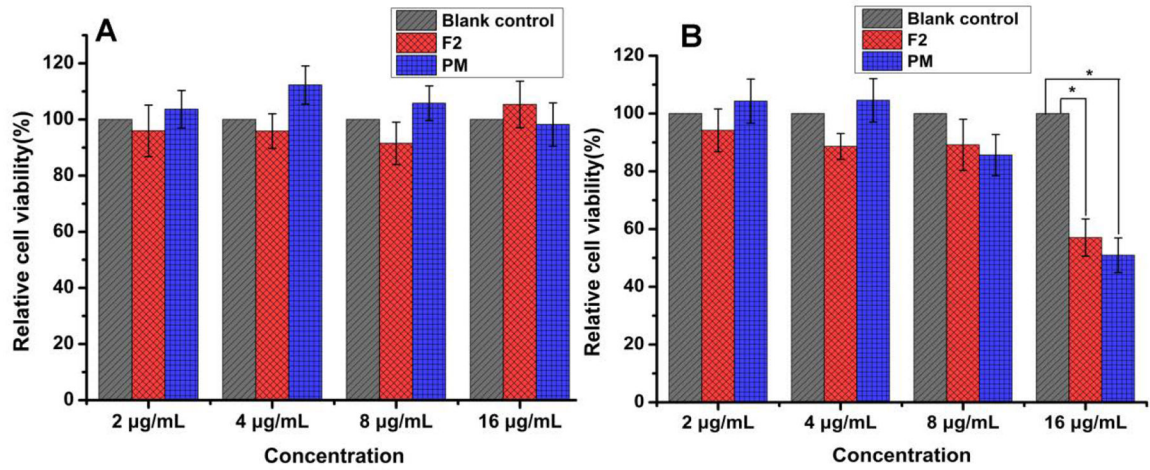 A
Blank control
F2
PM
Relative cell viability(%)
120
100
80
60
40
20
0
2 µg/mL 4 µg/mL 8 µg/mL 16 µg/mL
Concentration
B
Blank control
F2
PM
Relative cell viability(%)
120
100
80
60
40
20
0
*
*
2 µg/mL 4 µg/mL 8 µg/mL 16 µg/mL
Concentration